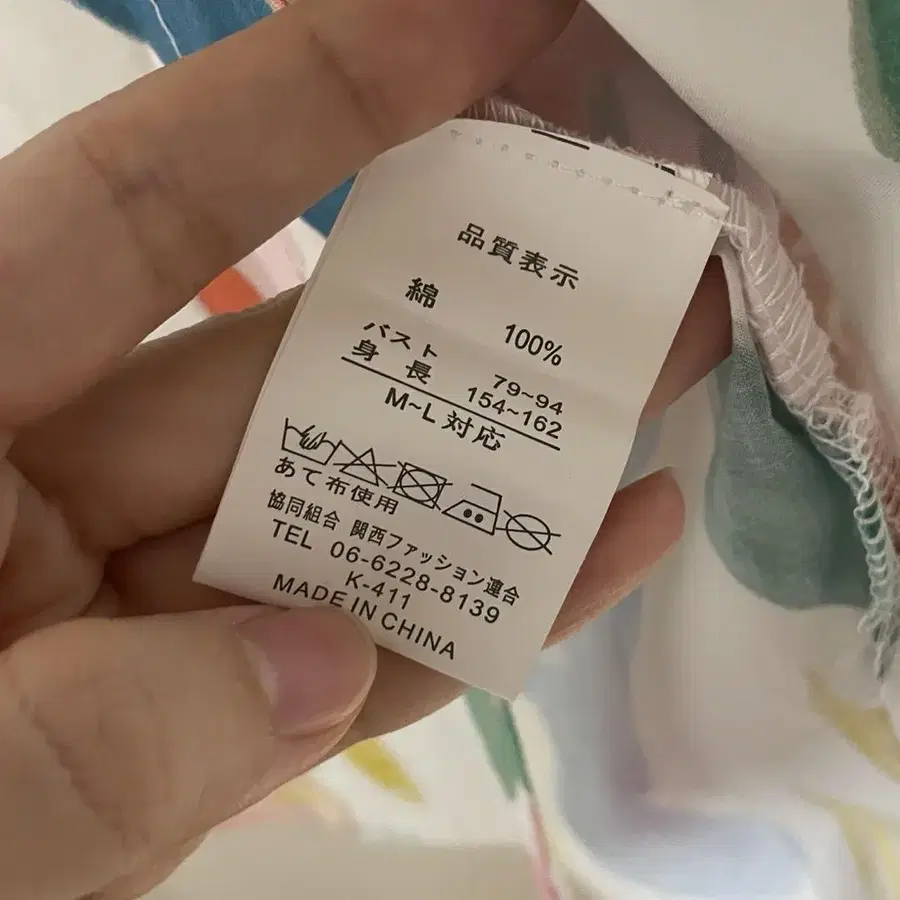 品質表示
綿 100%
バスト 79~94
身長 154~162
M~L対応
あて布使用
協同組合 関西ファッション連合
TEL 06-6228-8139
K-411
MADE IN CHINA